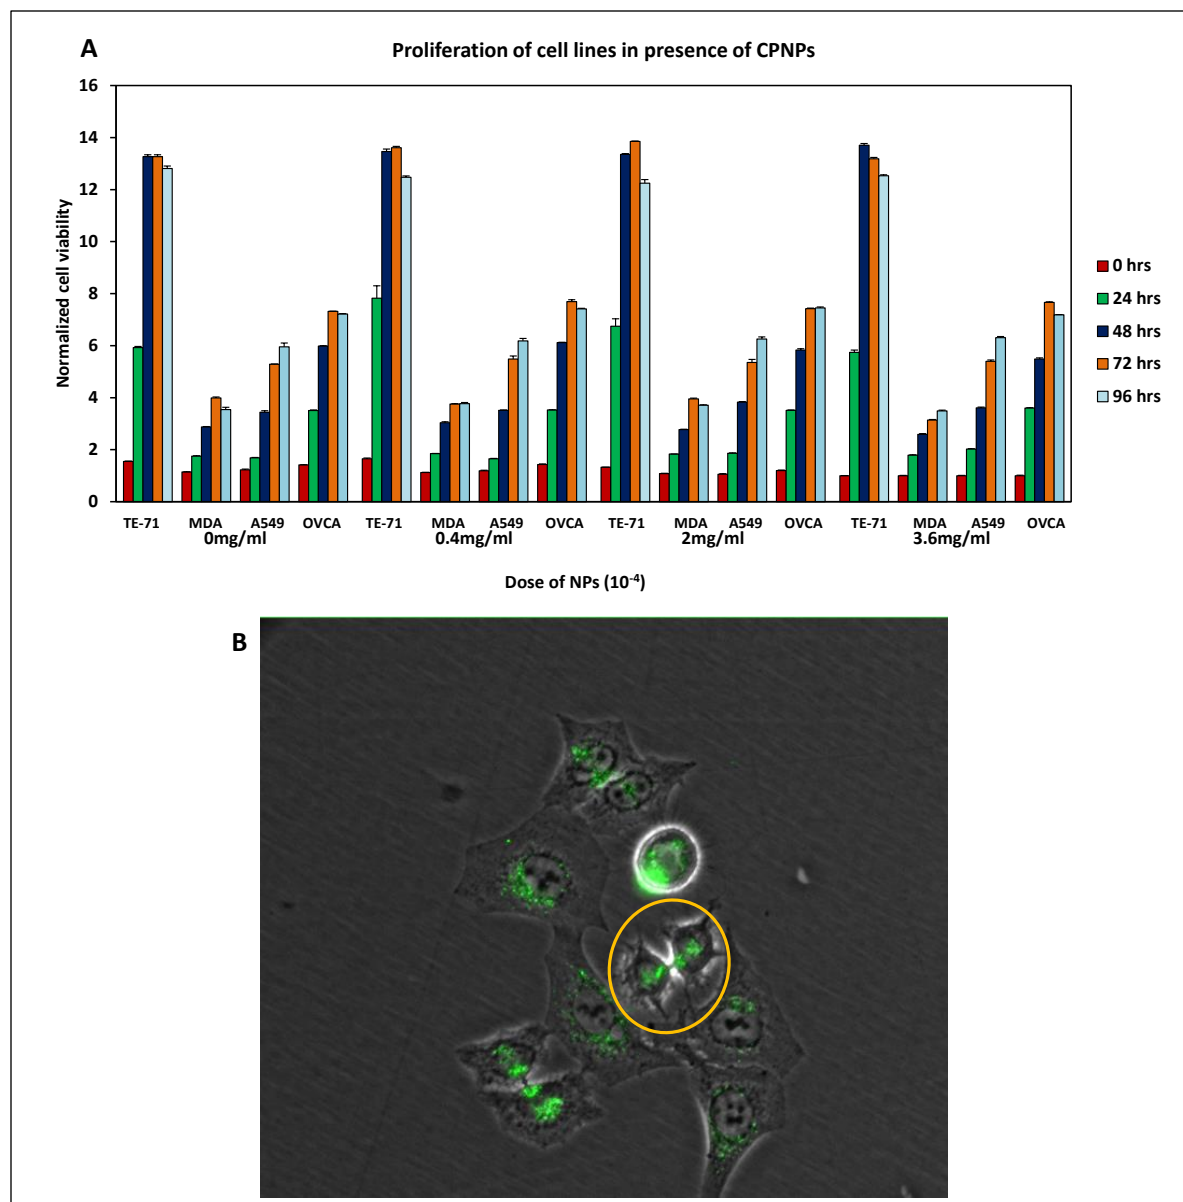 A
Proliferation of cell lines in presence of CPNPs
Normalized cell viability
16
14
12
10
8
6
4
2
0
TE-71 MDA A549 OVCA TE-71 MDA A549 OVCA TE-71 MDA A549 OVCA TE-71 MDA A549 OVCA
0mg/ml 0.4mg/ml 2mg/ml 3.6mg/ml
Dose of NPs (10⁻⁴)
0 hrs
24 hrs
48 hrs
72 hrs
96 hrs
B